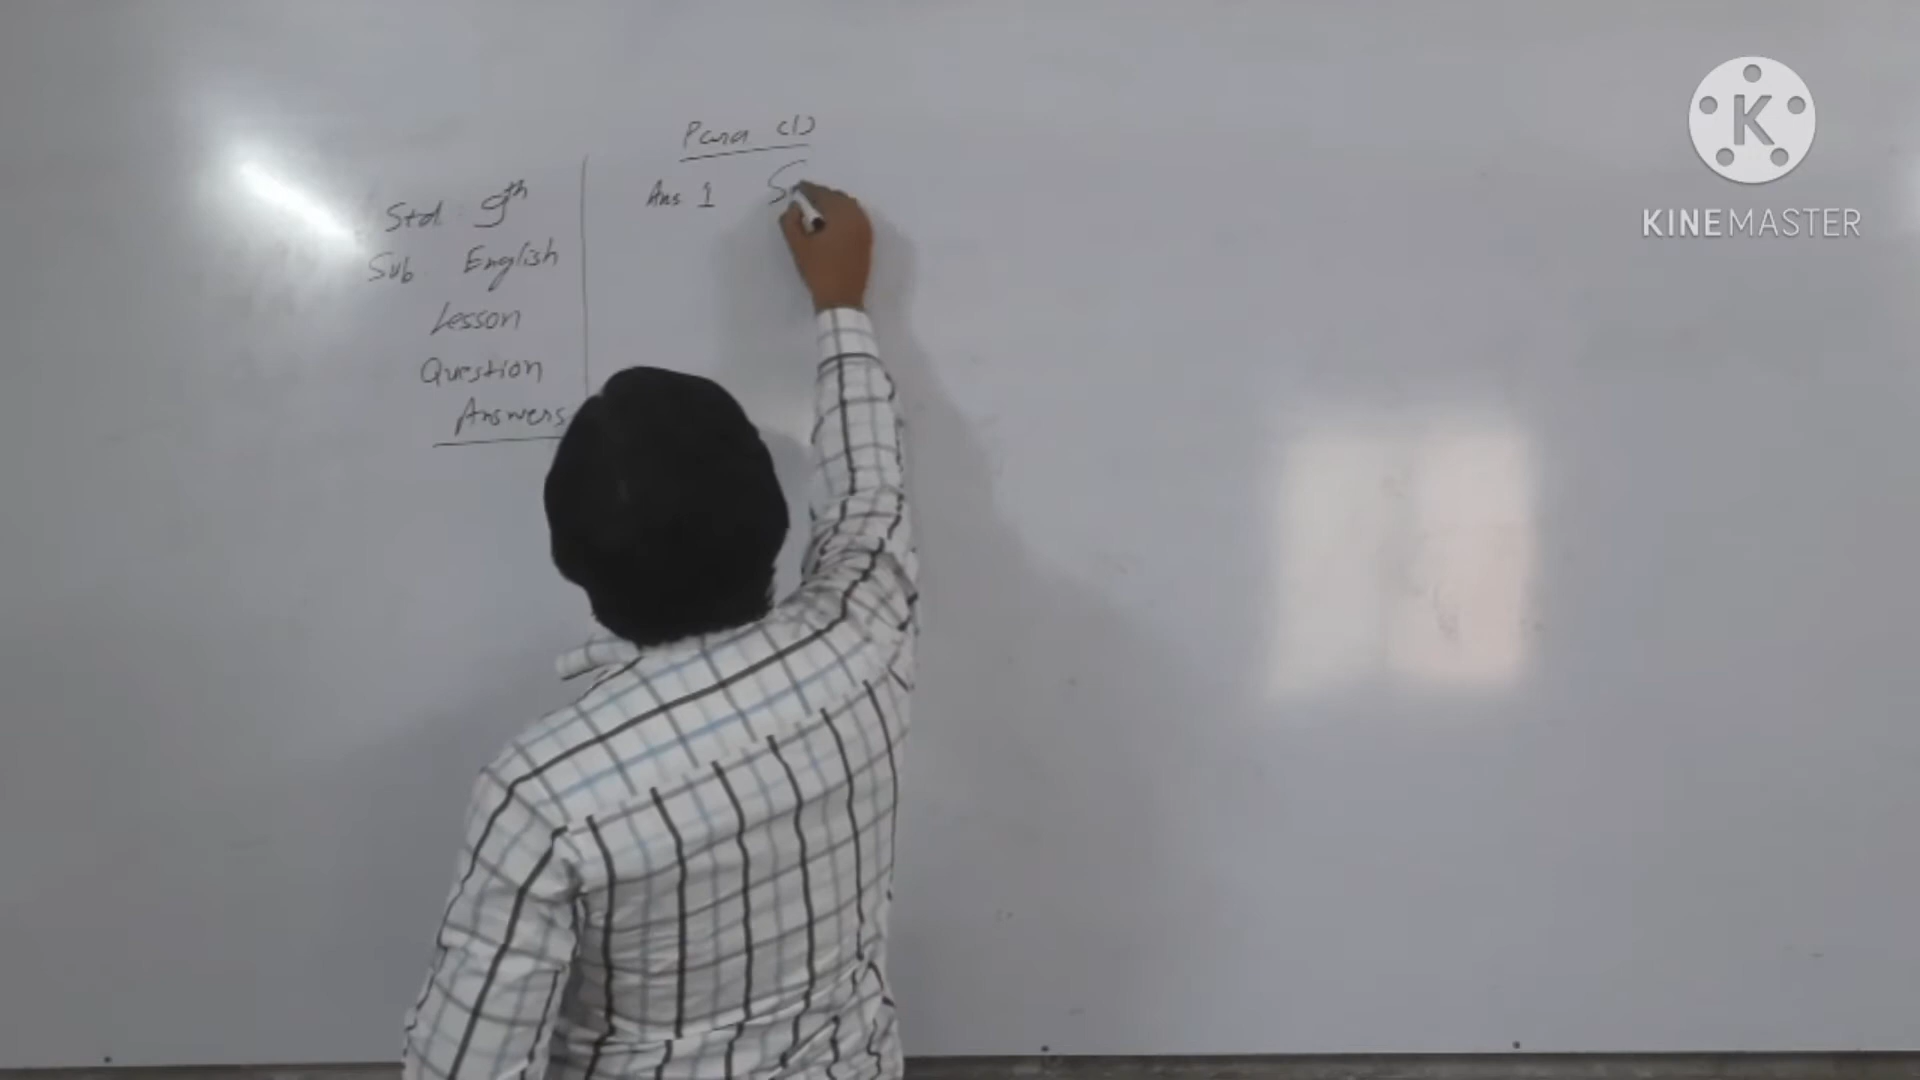 Std 9th
Sub English
Lesson
Question
Answers
Para (1)
Ans 1
K
KINEMASTER